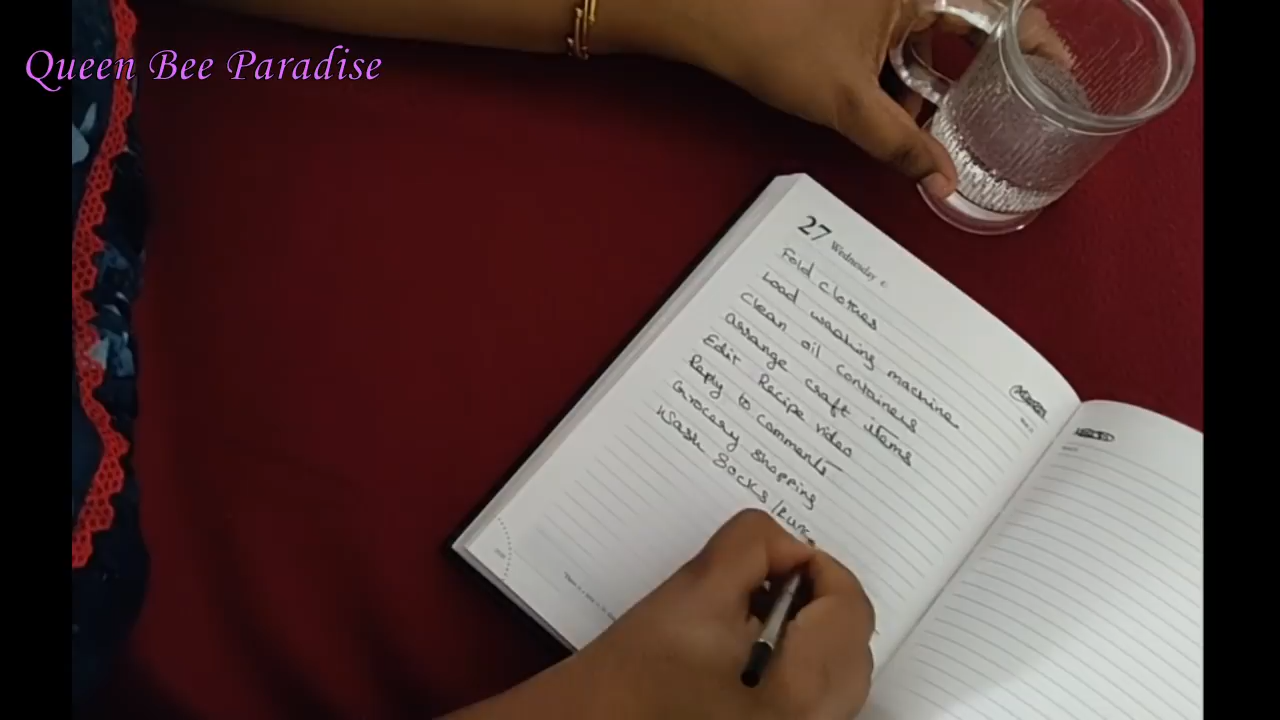 Queen Bee Paradise
27 Wednesday
Fold clothes
Load washing machine
Clean oil containers
Arrange craft items
Edit Recipe video
Reply to comments
Grocery shopping
Wash Socks/